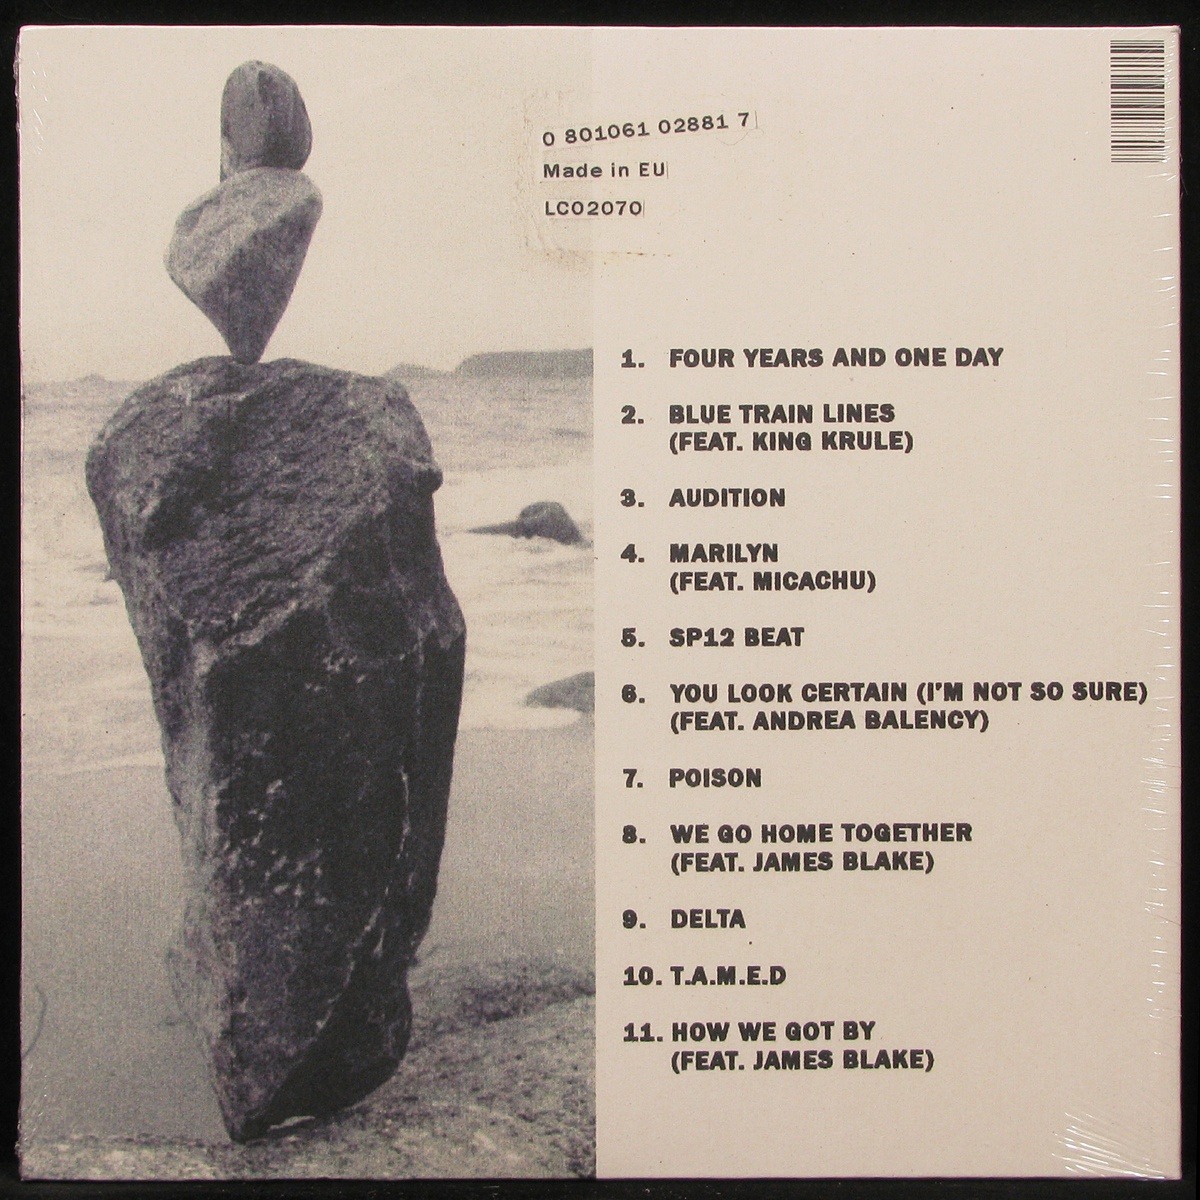 0 801061 02881 7
Made in EU
LC02070
1. FOUR YEARS AND ONE DAY
2. BLUE TRAIN LINES
(FEAT. KING KRULE)
3. AUDITION
4. MARILYN
(FEAT. MICACHU)
5. SP12 BEAT
6. YOU LOOK CERTAIN (I'M NOT SO SURE)
(FEAT. ANDREA BALENCY)
7. POISON
8. WE GO HOME TOGETHER
(FEAT. JAMES BLAKE)
9. DELTA
10. T.A.M.E.D
11. HOW WE GOT BY
(FEAT. JAMES BLAKE)